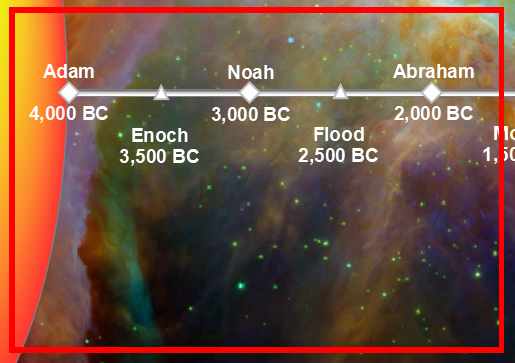 Adam
4,000 BC
Enoch
3,500 BC
Noah
3,000 BC
Flood
2,500 BC
Abraham
2,000 BC